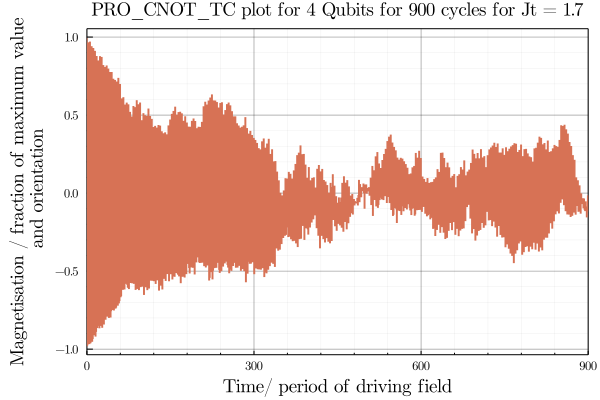 PRO_CNOT_TC plot for 4 Qubits for 900 cycles for Jt = 1.7
Magnetisation / fraction of maximum value
and orientation
1.0
0.5
0.0
−0.5
−1.0
0
300
600
900
Time/ period of driving field